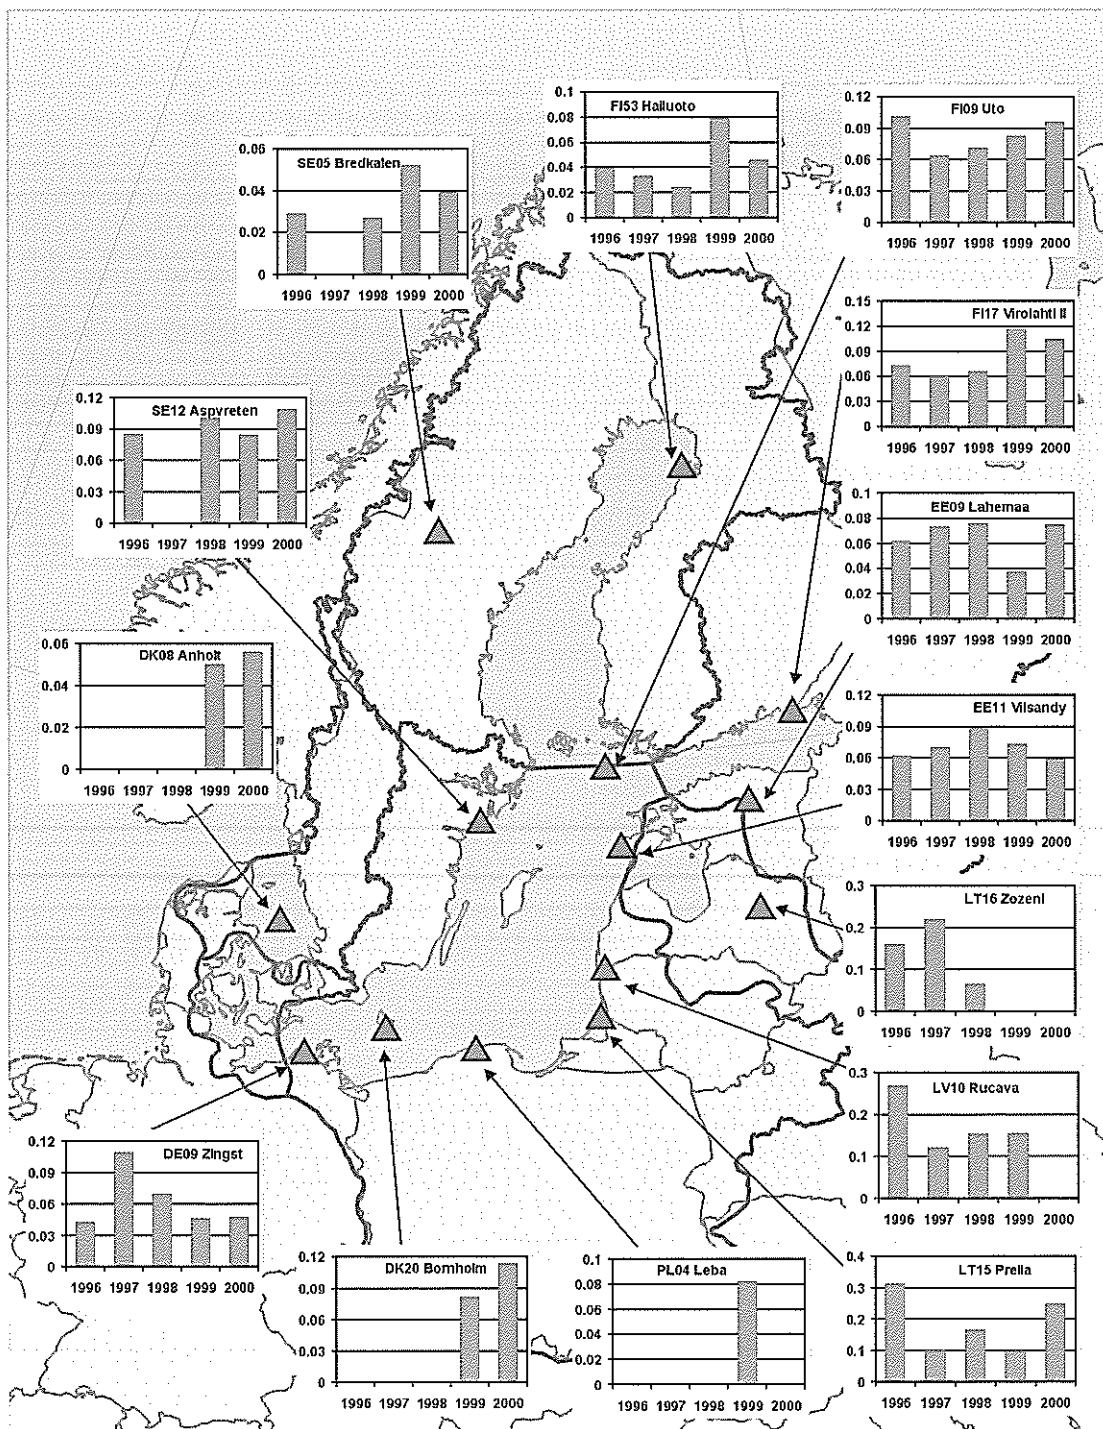 FI53 Hailuoto
0.1
0.08
0.06
0.04
0.02
0
1996 1997 1998 1999 2000
FI09 Uto
0.12
0.09
0.06
0.03
0
1996 1997 1998 1999 2000
SE05 Bredkalen
0.06
0.04
0.02
0
1996 1997 1998 1999 2000
FI17 Virolahti II
0.15
0.12
0.09
0.06
0.03
0
1996 1997 1998 1999 2000
SE12 Aspvreten
0.12
0.09
0.06
0.03
0
1996 1997 1998 1999 2000
EE09 Lahemaa
0.1
0.08
0.06
0.04
0.02
0
1996 1997 1998 1999 2000
DK08 Anholt
0.06
0.04
0.02
0
1996 1997 1998 1999 2000
EE11 Vilsandy
0.12
0.09
0.06
0.03
0
1996 1997 1998 1999 2000
LT16 Zozeni
0.3
0.2
0.1
0
1996 1997 1998 1999 2000
LV10 Rucava
0.3
0.2
0.1
0
1996 1997 1998 1999 2000
DE09 Zingst
0.12
0.09
0.06
0.03
0
1996 1997 1998 1999 2000
DK20 Bornholm
0.12
0.09
0.06
0.03
0
1996 1997 1998 1999 2000
PL04 Leba
0.1
0.08
0.06
0.04
0.02
0
1996 1997 1998 1999 2000
LT15 Preila
0.4
0.3
0.2
0.1
0
1996 1997 1998 1999 2000